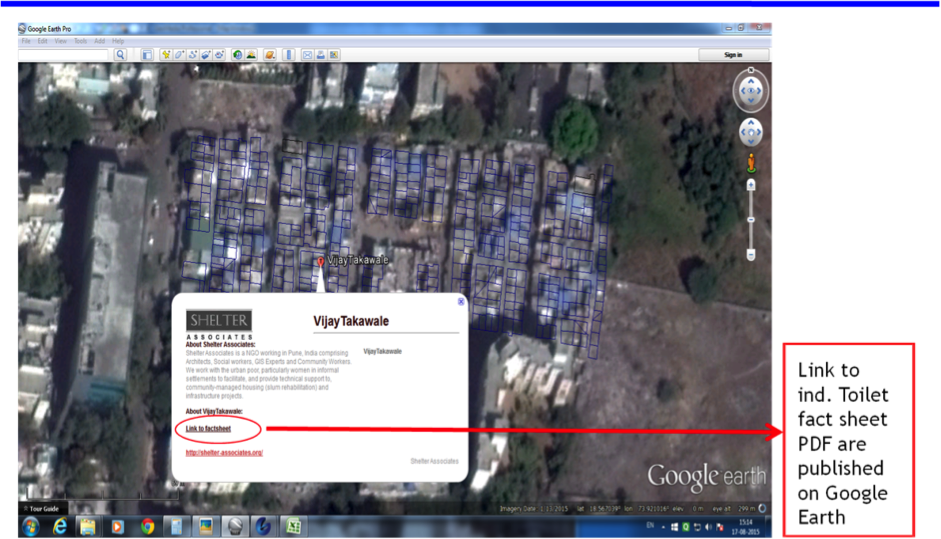 Google Earth Pro
File Edit View Tools Add Help
Sign in
N
VijayTakawale
SHELTER
ASSOCIATES
VijayTakawale
About Shelter Associates:
Shelter Associates is a NGO working in Pune, India comprising
Architects, Social workers, GIS Experts and Community Workers.
We work with the urban poor, particularly women in informal
settlements to facilitate, and provide technical support to,
community-managed housing (slum rehabilitation) and
infrastructure projects.
VijayTakawale
About VijayTakawale:
Link to factsheet
http://shelter-associates.org/
Shelter Associates
Link to
ind. Toilet
fact sheet
PDF are
published
on Google
Earth
Google earth
Tour Guide
Imagery Date: 1/13/2015 lat 18.567039° lon 73.921016° elev 0 m eye alt 299 m
EN
15:14
17-08-2015